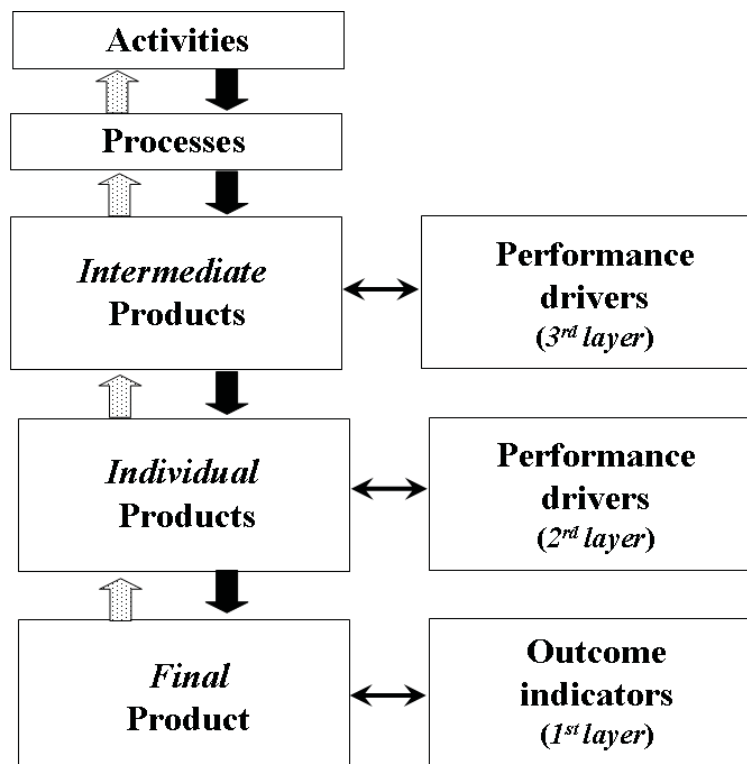 Activities
Processes
Intermediate
Products
Performance
drivers
(3rd layer)
Individual
Products
Performance
drivers
(2rd layer)
Final
Product
Outcome
indicators
(1st layer)